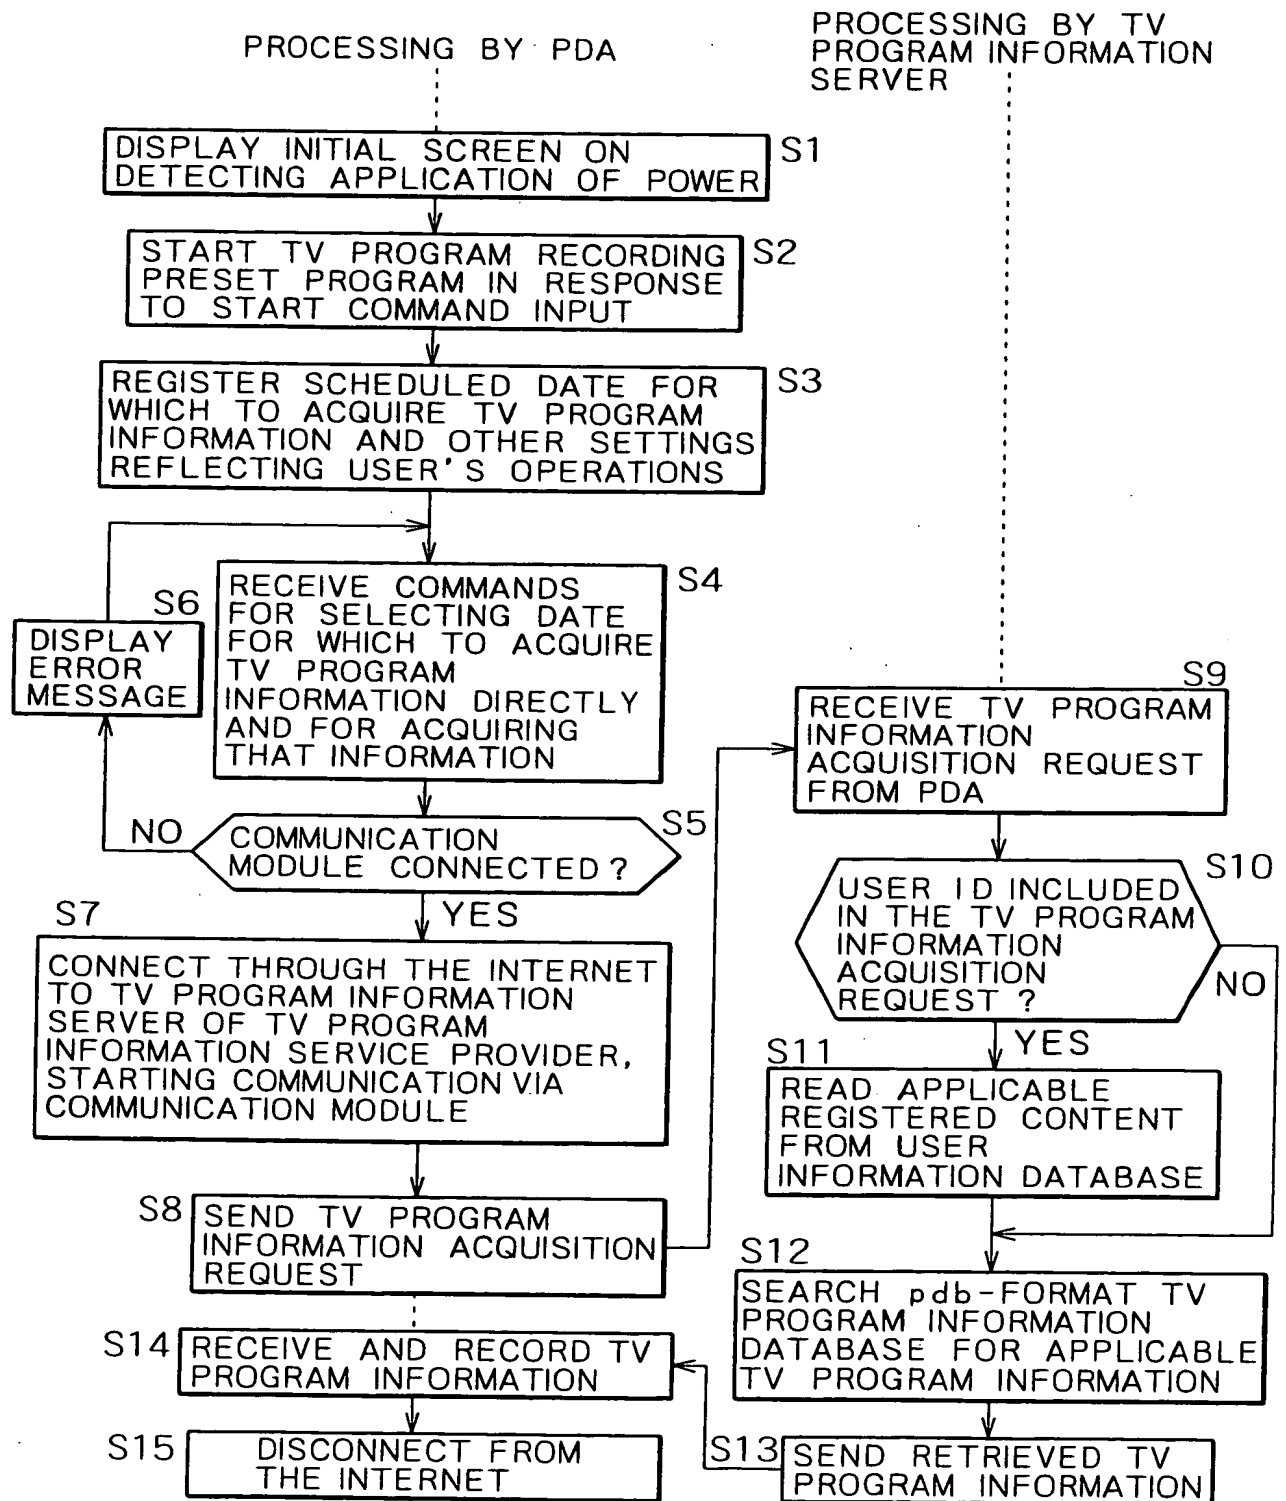 PROCESSING BY PDA
PROCESSING BY TV
PROGRAM INFORMATION
SERVER
DISPLAY INITIAL SCREEN ON
DETECTING APPLICATION OF POWER
S1
START TV PROGRAM RECORDING
PRESET PROGRAM IN RESPONSE
TO START COMMAND INPUT
S2
REGISTER SCHEDULED DATE FOR
WHICH TO ACQUIRE TV PROGRAM
INFORMATION AND OTHER SETTINGS
REFLECTING USER'S OPERATIONS
S3
RECEIVE COMMANDS
FOR SELECTING DATE
FOR WHICH TO ACQUIRE
TV PROGRAM
INFORMATION DIRECTLY
AND FOR ACQUIRING
THAT INFORMATION
S4
S6
DISPLAY
ERROR
MESSAGE
NO
COMMUNICATION
MODULE CONNECTED ?
S5
YES
S7
CONNECT THROUGH THE INTERNET
TO TV PROGRAM INFORMATION
SERVER OF TV PROGRAM
INFORMATION SERVICE PROVIDER,
STARTING COMMUNICATION VIA
COMMUNICATION MODULE
S8
SEND TV PROGRAM
INFORMATION ACQUISITION
REQUEST
S9
RECEIVE TV PROGRAM
INFORMATION
ACQUISITION REQUEST
FROM PDA
S10
USER ID INCLUDED
IN THE TV PROGRAM
INFORMATION
ACQUISITION
REQUEST ?
NO
YES
S11
READ APPLICABLE
REGISTERED CONTENT
FROM USER
INFORMATION DATABASE
S12
SEARCH pdb-FORMAT TV
PROGRAM INFORMATION
DATABASE FOR APPLICABLE
TV PROGRAM INFORMATION
S13
SEND RETRIEVED TV
PROGRAM INFORMATION
S14
RECEIVE AND RECORD TV
PROGRAM INFORMATION
S15
DISCONNECT FROM
THE INTERNET